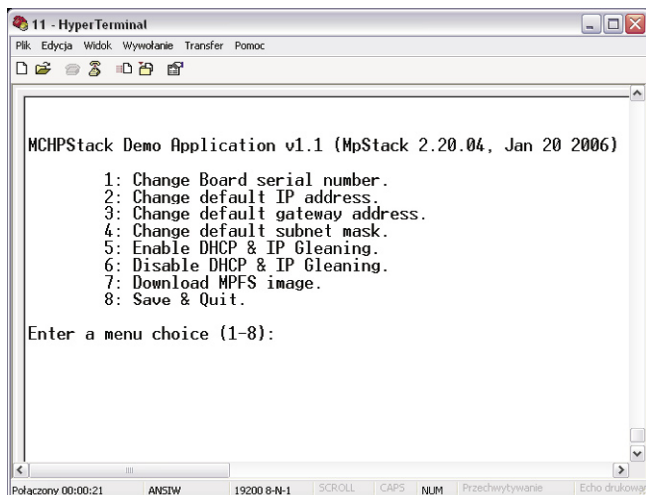 11 - HyperTerminal
Plik Edycja Widok Wywołanie Transfer Pomoc
MCHPStack Demo Application v1.1 (MpStack 2.20.04, Jan 20 2006)
1: Change Board serial number.
2: Change default IP address.
3: Change default gateway address.
4: Change default subnet mask.
5: Enable DHCP & IP Gleaning.
6: Disable DHCP & IP Gleaning.
7: Download MPFS image.
8: Save & Quit.
Enter a menu choice (1-8):
Połączony 00:00:21 ANSIW 19200 8-N-1 SCROLL CAPS NUM Przechwytywanie Echo drukowa